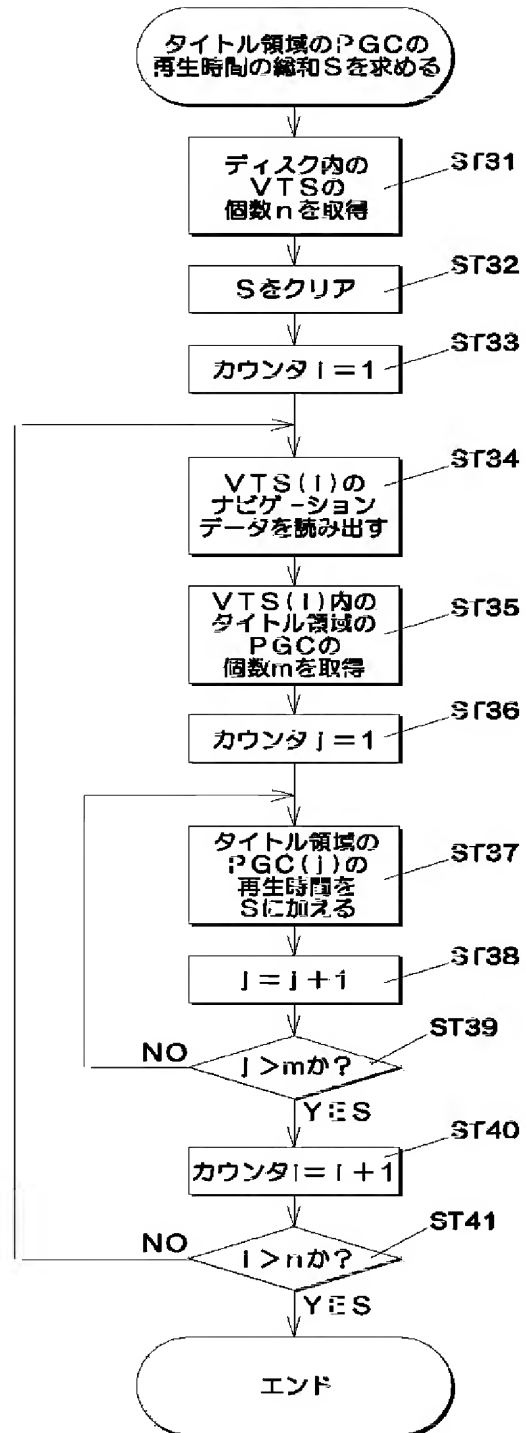 タイトル領域のPGCの
再生時間の総和Sを求める
ディスク内の
VTSの
個数nを取得
ST31
Sをクリア
ST32
カウンタi=1
ST33
VTS(i)の
ナビゲーション
データを読み出す
ST34
VTS(i)内の
タイトル領域の
PGCの
個数mを取得
ST35
カウンタj=1
ST36
タイトル領域の
PGC(j)の
再生時間を
Sに加える
ST37
j=j+1
ST38
j>mか?
ST39
NO
YES
カウンタi=i+1
ST40
i>nか?
ST41
NO
YES
エンド